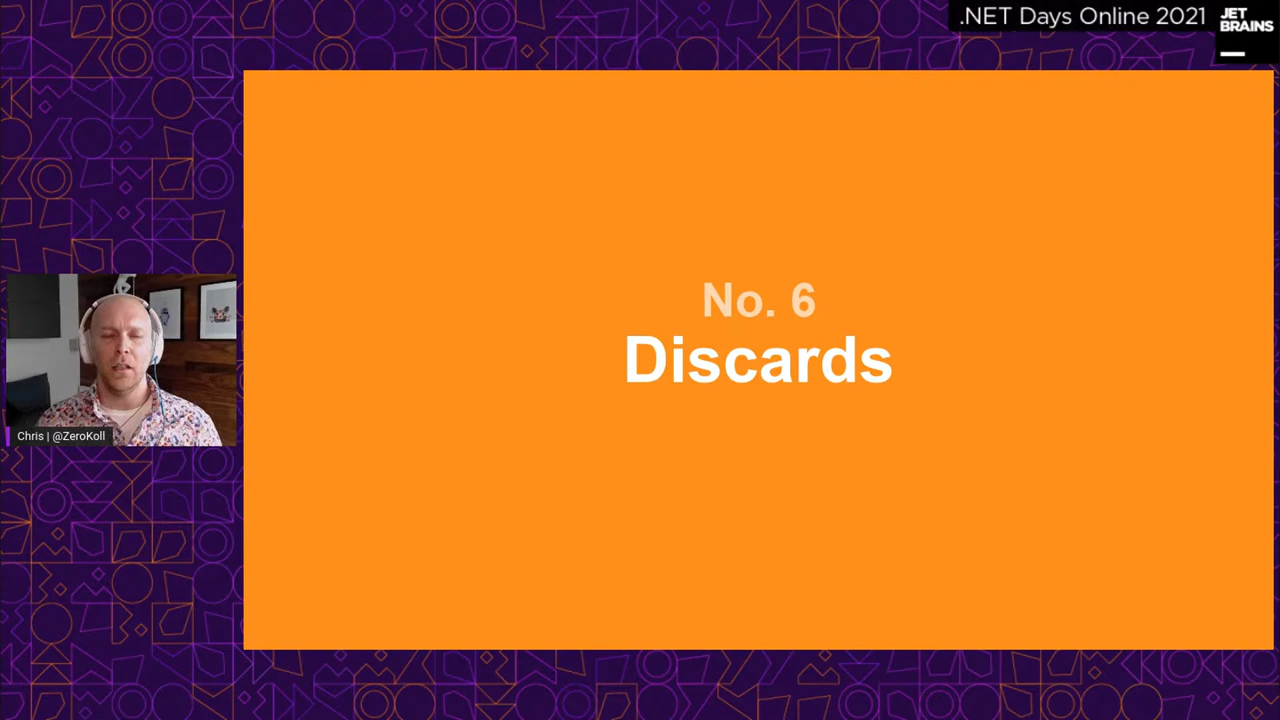 .NET Days Online 2021
JET
BRAINS
No. 6
Discards
Chris | @ZeroKoll